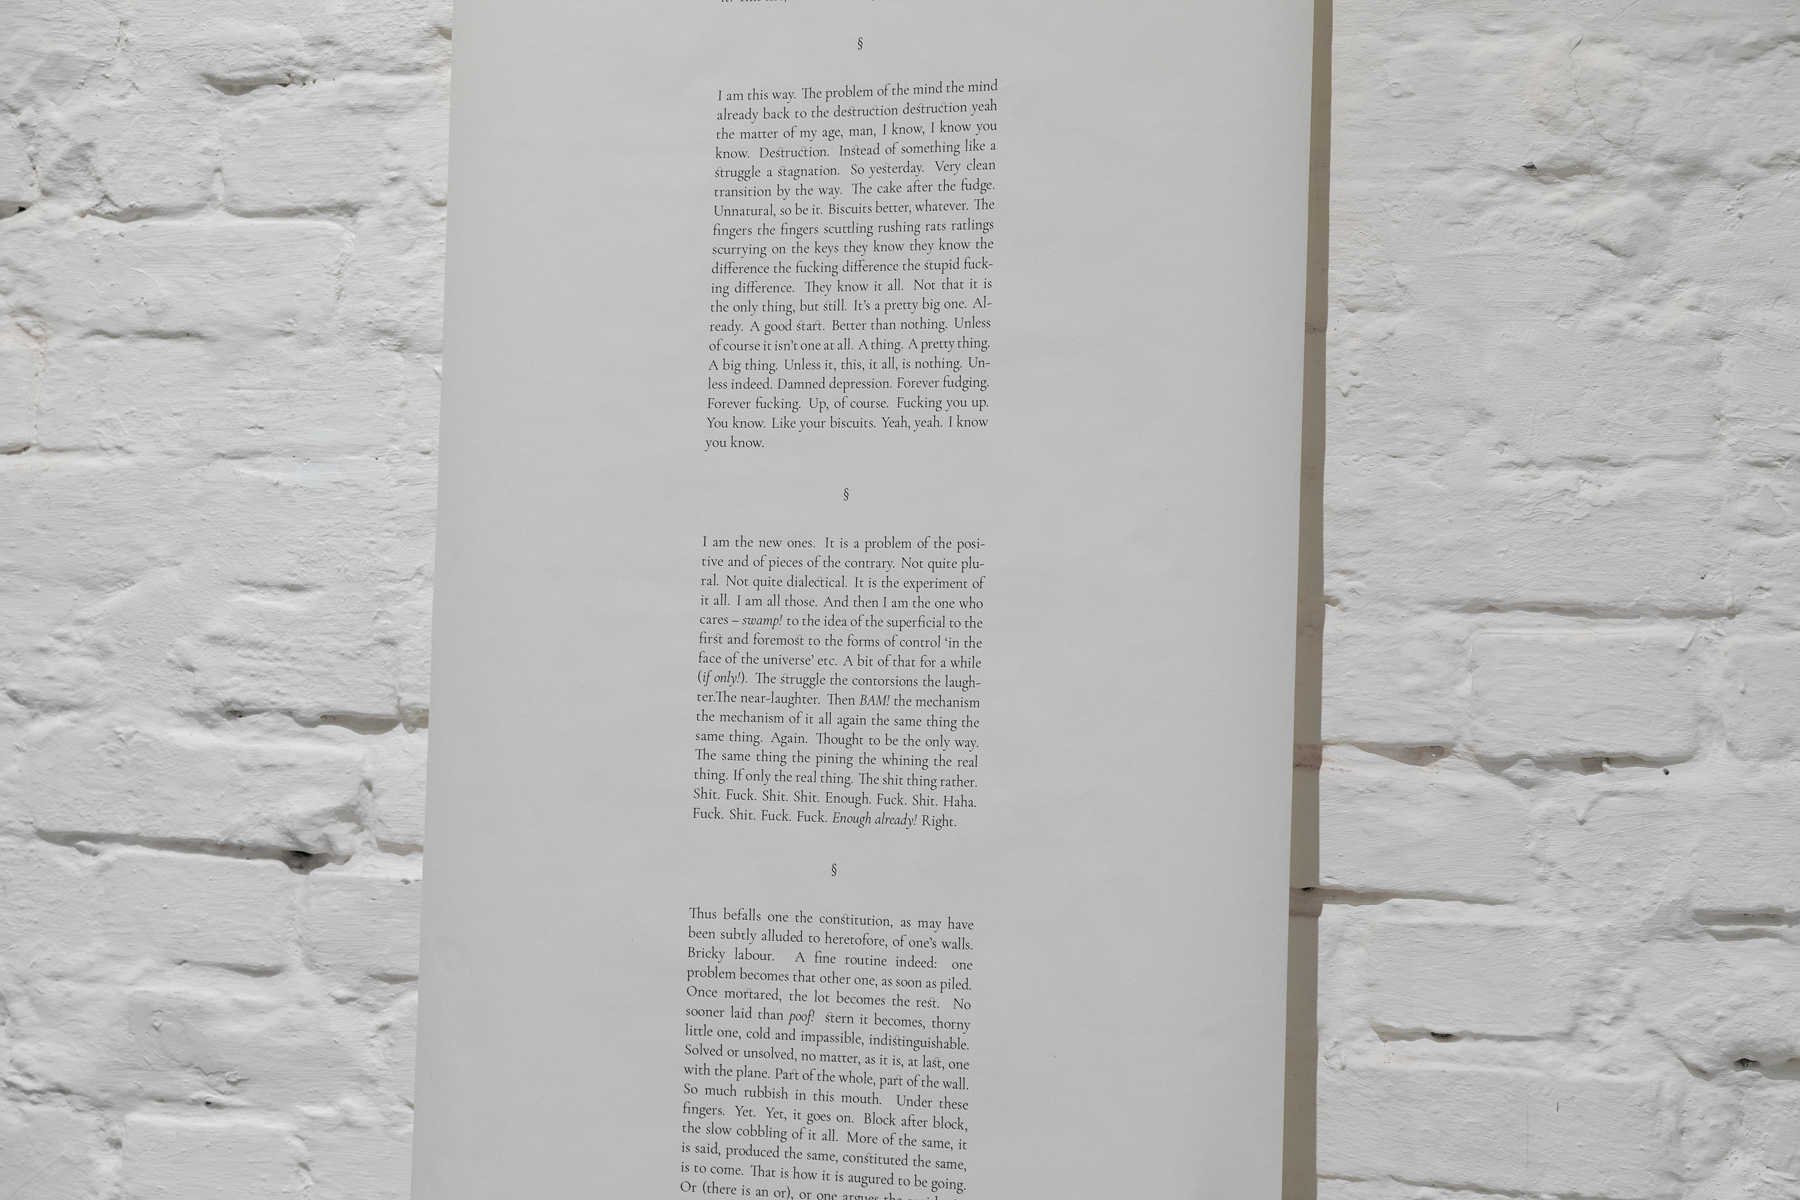 §
I am this way. The problem of the mind the mind
already back to the destruction destruction yeah
the matter of my age, man, I know, I know you
know. Destruction. Instead of something like a
struggle a stagnation. So yesterday. Very clean
transition by the way. The cake after the fudge.
Unnatural, so be it. Biscuits better, whatever. The
fingers the fingers scuttling rushing rats ratlings
scurrying on the keys they know they know the
difference the fucking difference the stupid fuck-
ing difference. They know it all. Not that it is
the only thing, but still. It's a pretty big one. Al-
ready. A good start. Better than nothing. Unless
of course it isn't one at all. A thing. A pretty thing.
A big thing. Unless it, this, it all, is nothing. Un-
less indeed. Damned depression. Forever fudging.
Forever fucking. Up, of course. Fucking you up.
You know. Like your biscuits. Yeah, yeah. I know
you know.
§
I am the new ones. It is a problem of the posi-
tive and of pieces of the contrary. Not quite plu-
ral. Not quite dialectical. It is the experiment of
it all. I am all those. And then I am the one who
cares – swamp! to the idea of the superficial to the
first and foremost to the forms of control 'in the
face of the universe' etc. A bit of that for a while
(if only!). The struggle the contorsions the laugh-
ter.The near-laughter. Then BAM! the mechanism
the mechanism of it all again the same thing the
same thing. Again. Thought to be the only way.
The same thing the pining the whining the real
thing. If only the real thing. The shit thing rather.
Shit. Fuck. Shit. Shit. Enough. Fuck. Shit. Haha.
Fuck. Shit. Fuck. Fuck. Enough already! Right.
§
Thus befalls one the constitution, as may have
been subtly alluded to heretofore, of one's walls.
Bricky labour. A fine routine indeed: one
problem becomes that other one, as soon as piled.
Once mortared, the lot becomes the rest. No
sooner laid than poof! stern it becomes, thorny
little one, cold and impassible, indistinguishable.
Solved or unsolved, no matter, as it is, at last, one
with the plane. Part of the whole, part of the wall.
So much rubbish in this mouth. Under these
fingers. Yet. Yet, it goes on. Block after block,
the slow cobbling of it all. More of the same, it
is said, produced the same, constituted the same,
is to come. That is how it is augured to be going.
Or (there is an or), or one argues the